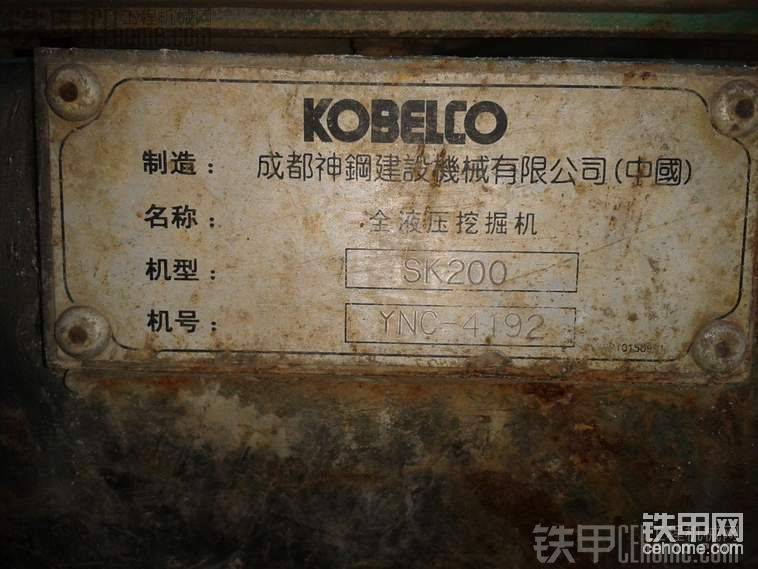 KOBELCO
制造： 成都神鋼建設機械有限公司(中國)
名称： 全液压挖掘机
机型： SK200
机号： YNC-4192
铁甲网
cehome.com